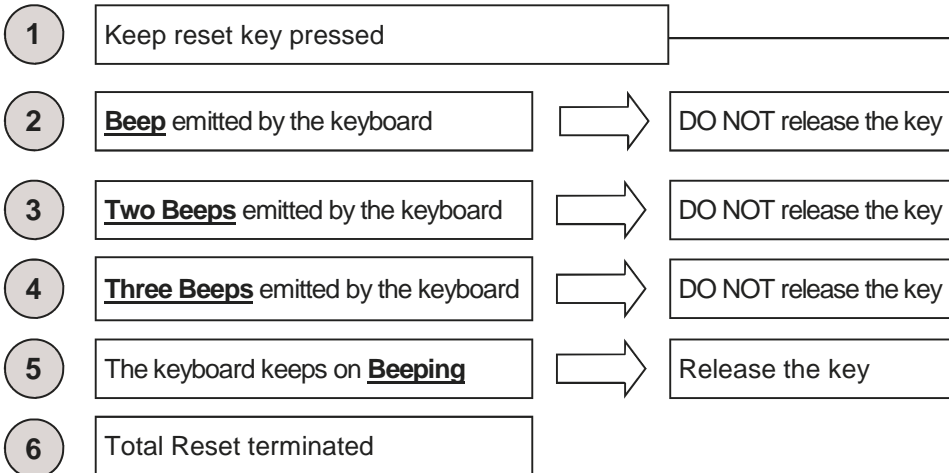 1 Keep reset key pressed
2 Beep emitted by the keyboard DO NOT release the key
3 Two Beeps emitted by the keyboard DO NOT release the key
4 Three Beeps emitted by the keyboard DO NOT release the key
5 The keyboard keeps on Beeping Release the key
6 Total Reset terminated